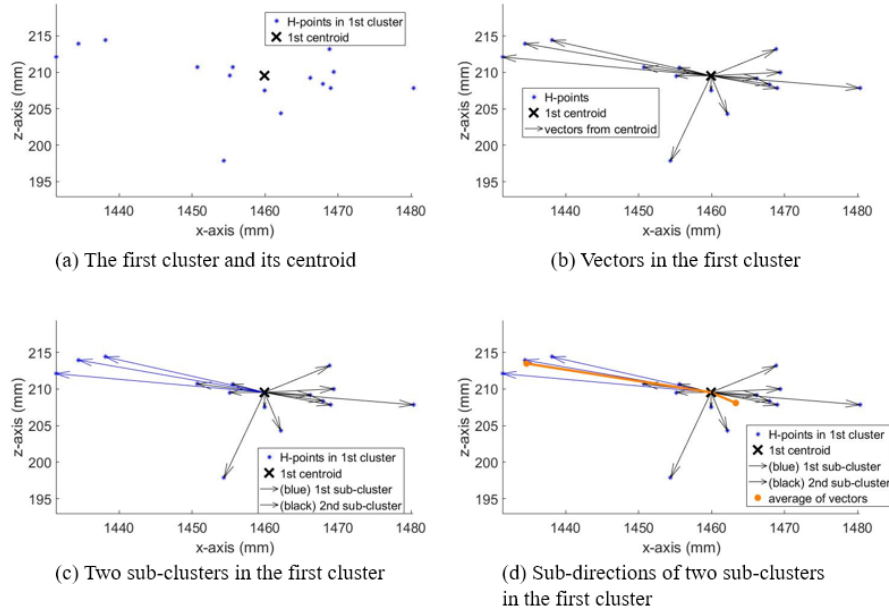 215
210
205
200
195
z-axis (mm)
1440 1450 1460 1470 1480
x-axis (mm)
H-points in 1st cluster
1st centroid
(a) The first cluster and its centroid
215
210
205
200
195
z-axis (mm)
1440 1450 1460 1470 1480
x-axis (mm)
H-points
1st centroid
vectors from centroid
(b) Vectors in the first cluster
215
210
205
200
195
z-axis (mm)
1440 1450 1460 1470 1480
x-axis (mm)
H-points in 1st cluster
1st centroid
(blue) 1st sub-cluster
(black) 2nd sub-cluster
(c) Two sub-clusters in the first cluster
215
210
205
200
195
z-axis (mm)
1440 1450 1460 1470 1480
x-axis (mm)
H-points in 1st cluster
1st centroid
(blue) 1st sub-cluster
(black) 2nd sub-cluster
average of vectors
(d) Sub-directions of two sub-clusters
in the first cluster